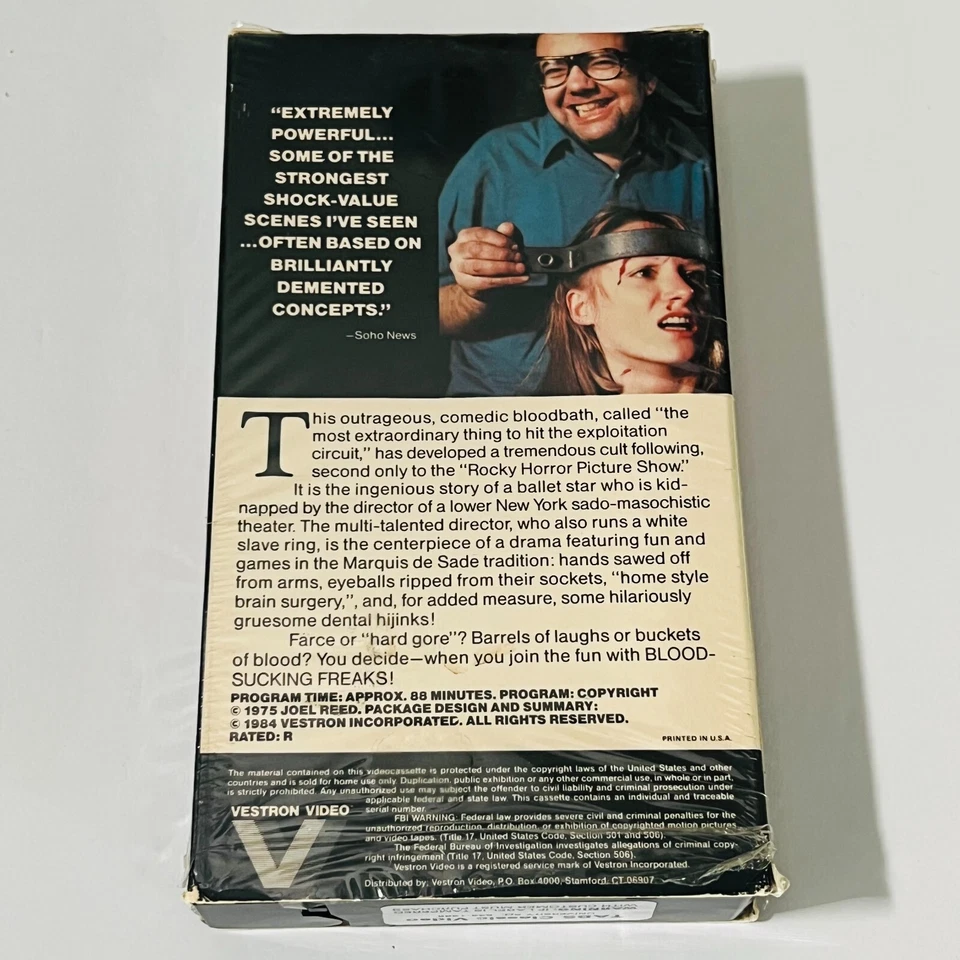 “EXTREMELY
POWERFUL...
SOME OF THE
STRONGEST
SHOCK-VALUE
SCENES I’VE SEEN
...OFTEN BASED ON
BRILLIANTLY
DEMENTED
CONCEPTS.”
—Soho News
This outrageous, comedic bloodbath, called “the
most extraordinary thing to hit the exploitation
circuit,” has developed a tremendous cult following,
second only to the “Rocky Horror Picture Show.”
It is the ingenious story of a ballet star who is kid-
napped by the director of a lower New York sado-masochistic
theater. The multi-talented director, who also runs a white
slave ring, is the centerpiece of a drama featuring fun and
games in the Marquis de Sade tradition: hands sawed off
from arms, eyeballs ripped from their sockets, “home style
brain surgery,”, and, for added measure, some hilariously
gruesome dental hijinks!
Farce or “hard gore”? Barrels of laughs or buckets
of blood? You decide—when you join the fun with BLOOD-
SUCKING FREAKS!
PROGRAM TIME: APPROX. 88 MINUTES. PROGRAM: COPYRIGHT
© 1975 JOEL REED. PACKAGE DESIGN AND SUMMARY:
© 1984 VESTRON INCORPORATED. ALL RIGHTS RESERVED.
RATED: R
PRINTED IN U.S.A.
The material contained on this videocassette is protected under the copyright laws of the United States and other
countries and is sold for home use only. Duplication, public exhibition or any other commercial use, in whole or in part,
is strictly prohibited. Any unauthorized use may subject the offender to civil liability and criminal prosecution under
applicable federal and state law. This cassette contains an individual and traceable
serial number.
VESTRON VIDEO
FBI WARNING: Federal law provides severe civil and criminal penalties for the
unauthorized reproduction, distribution, or exhibition of copyrighted motion pictures
and video tapes. (Title 17, United States Code, Section 501 and 506).
The Federal Bureau of Investigation investigates allegations of criminal copy-
right infringement (Title 17, United States Code, Section 506).
Vestron Video is a registered service mark of Vestron Incorporated.
Distributed by: Vestron Video, P.O. Box 4000, Stamford, CT 06907
WITH CUSTOMER MUST PURCHASE
WARNING: IF LABEL IS TAMPERED
TABS Classic Video